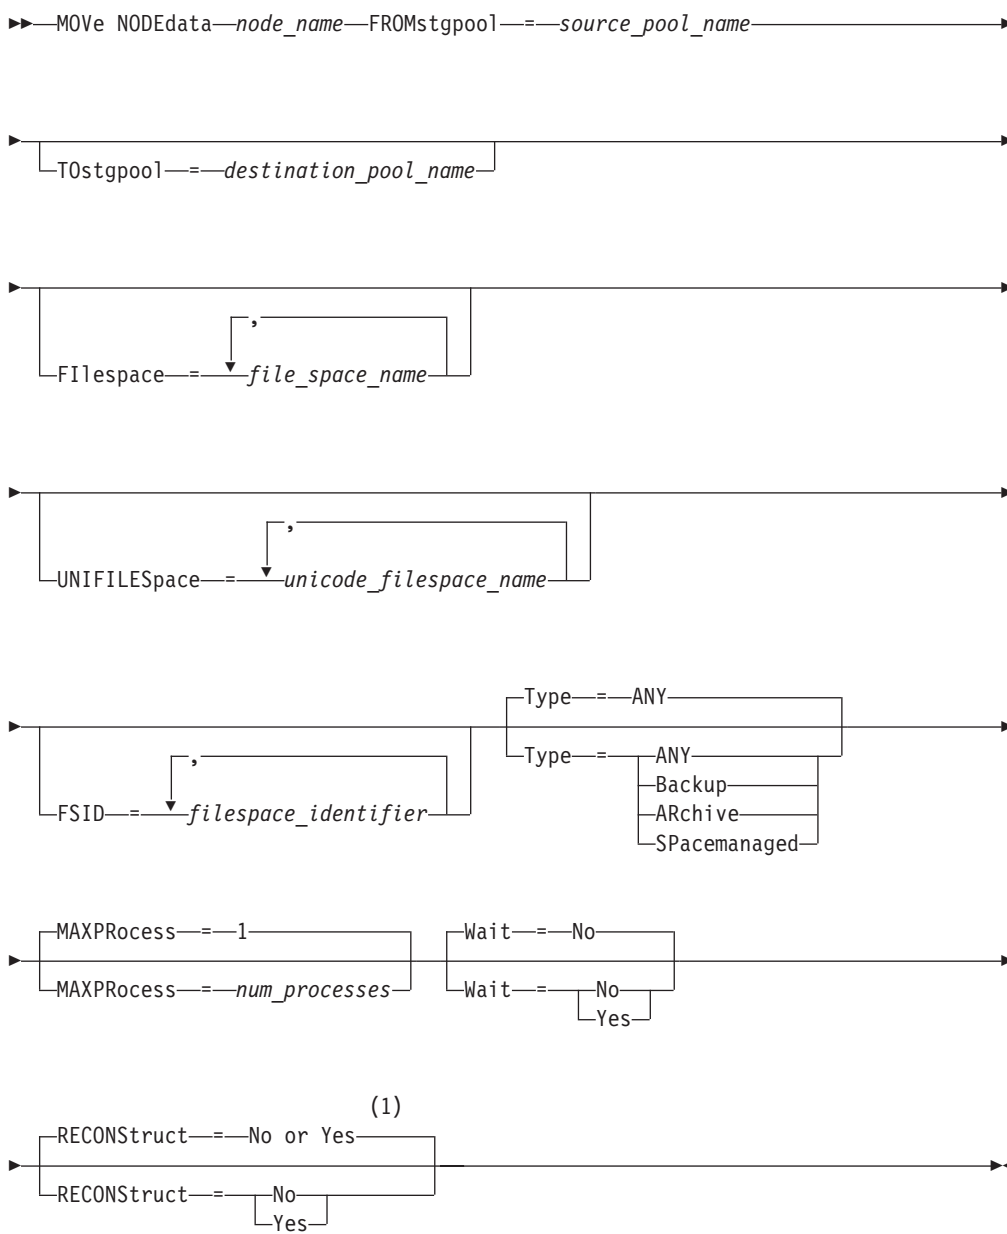 MOVe NODEdata node_name FROMstgpool = source_pool_name
TOstgpool = destination_pool_name
,
FIlespace = file_space_name
,
UNIFILESpace = unicode_filespace_name
Type = ANY
,
FSID = filespace_identifier
Type = ANY
Backup
ARchive
SPacemanaged
MAXPRocess = 1
Wait = No
MAXPRocess = num_processes
Wait = No
Yes
(1)
RECONStruct = No or Yes
RECONStruct = No
Yes